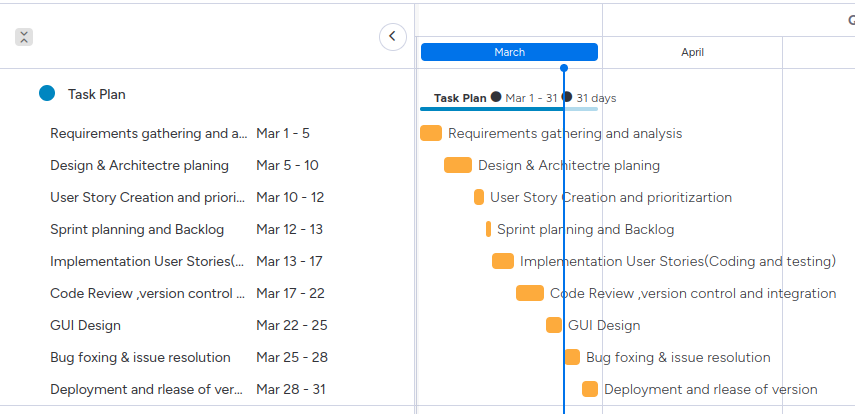 Q
March
April
Task Plan
Task Plan Mar 1 - 31 31 days
Requirements gathering and a... Mar 1 - 5 Requirements gathering and analysis
Design & Architectre planing Mar 5 - 10 Design & Architectre planing
User Story Creation and priori... Mar 10 - 12 User Story Creation and prioritizartion
Sprint planning and Backlog Mar 12 - 13 Sprint planning and Backlog
Implementation User Stories(... Mar 13 - 17 Implementation User Stories(Coding and testing)
Code Review ,version control ... Mar 17 - 22 Code Review ,version control and integration
GUI Design Mar 22 - 25 GUI Design
Bug foxing & issue resolution Mar 25 - 28 Bug foxing & issue resolution
Deployment and rlease of ver... Mar 28 - 31 Deployment and rlease of version